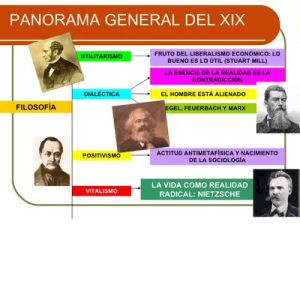 PANORAMA GENERAL DEL XIX
UTILITARISMO
FRUTO DEL LIBERALISMO ECONÓMICO: LO
BUENO ES LO ÚTIL (STUART MILL)
LA ESENCIA DE LA REALIDAD ES LA
CONTRADICCIÓN
DIALÉCTICA
EL HOMBRE ESTÁ ALIENADO
FILOSOFÍA
EGEL, FEUERBACH Y MARX
POSITIVISMO
ACTITUD ANTIMETAFÍSICA Y NACIMIENTO
DE LA SOCIOLOGÍA
VITALISMO
LA VIDA COMO REALIDAD
RADICAL: NIETZSCHE